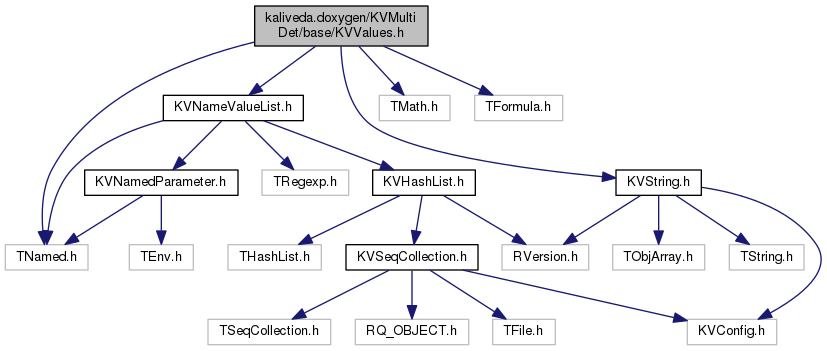 kaliveda.doxygen/KVMulti
Det/base/KVValues.h
KVNameValueList.h
TMath.h
TFormula.h
KVNamedParameter.h
TRegexp.h
KVHashList.h
KVString.h
TNamed.h
TEnv.h
THashList.h
KVSeqCollection.h
RVersion.h
TObjArray.h
TString.h
TSeqCollection.h
RQ_OBJECT.h
TFile.h
KVConfig.h